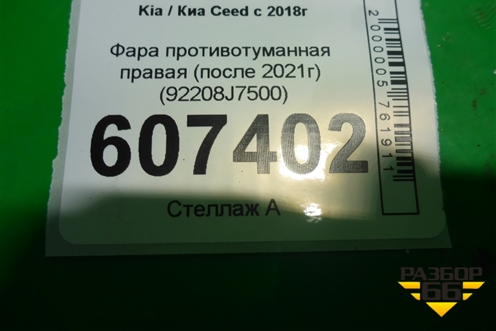 Kia / Киа Ceed с 2018г
Фара противотуманная
правая (после 2021г)
(92208J7500)
607402
Стеллаж А
2000005761911
РАЗБОР
66